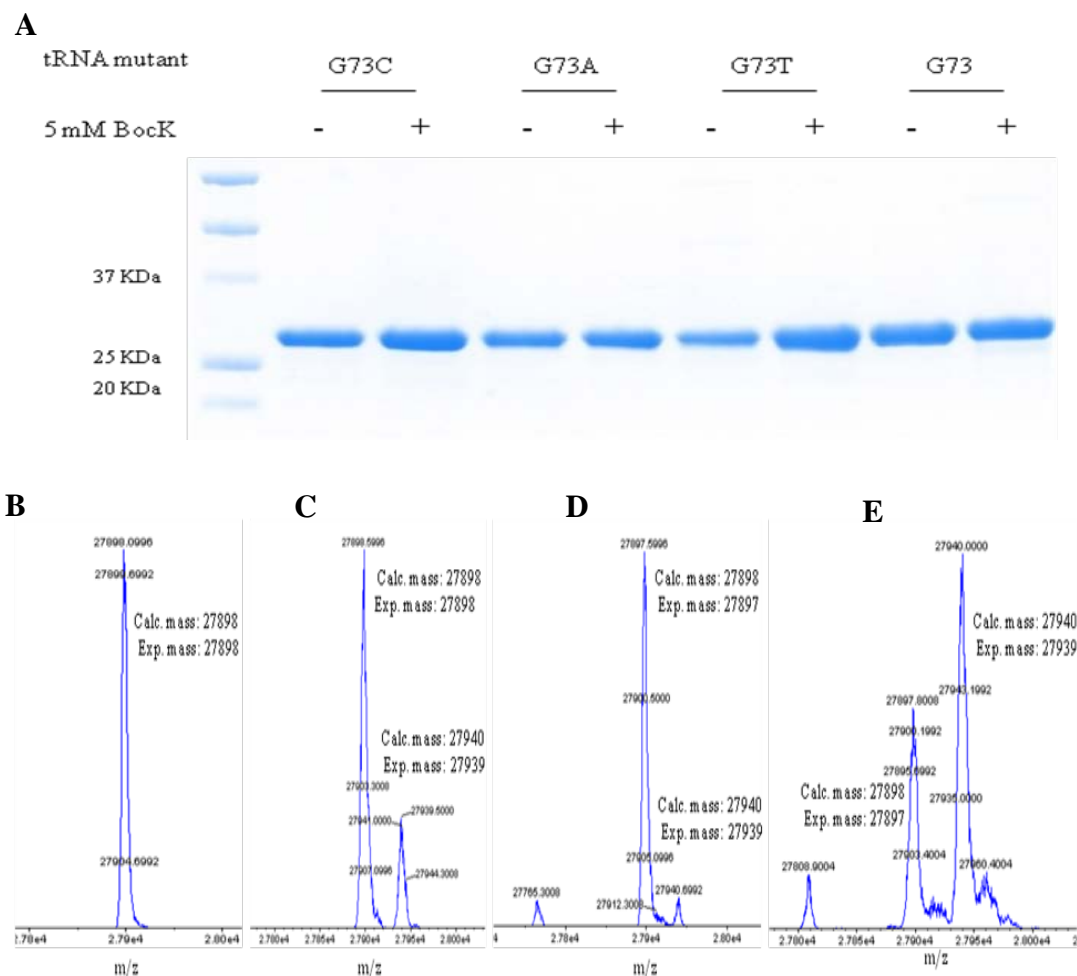 A
tRNA mutant G73C G73A G73T G73
5 mM BocK - + - + - + - +
37 KDa
25 KDa
20 KDa
B
27898.0996
27899.6992
Calc. mass: 27898
Exp. mass: 27898
27904.6992
2.78e4 2.79e4 2.80e4
m/z
C
27898.5996
Calc. mass: 27898
Exp. mass: 27898
Calc. mass: 27940
Exp. mass: 27939
27903.3008
27939.5000
27941.0000
27907.0996
27944.3008
2.780e4 2.785e4 2.790e4 2.795e4 2.800e4
m/z
D
27897.5996
Calc. mass: 27898
Exp. mass: 27897
27900.5000
Calc. mass: 27940
Exp. mass: 27939
27905.0996
27765.3008
27912.3008
27940.6992
4 2.78e4 2.79e4 2.80e4
m/z
E
27940.0000
Calc. mass: 27940
Exp. mass: 27939
27943.1992
27897.8008
27900.1992
27895.6992
Calc. mass: 27898
Exp. mass: 27897
27935.0000
27903.4004
27960.4004
27808.9004
2.780e4 2.785e4 2.790e4 2.795e4 2.800e4
m/z